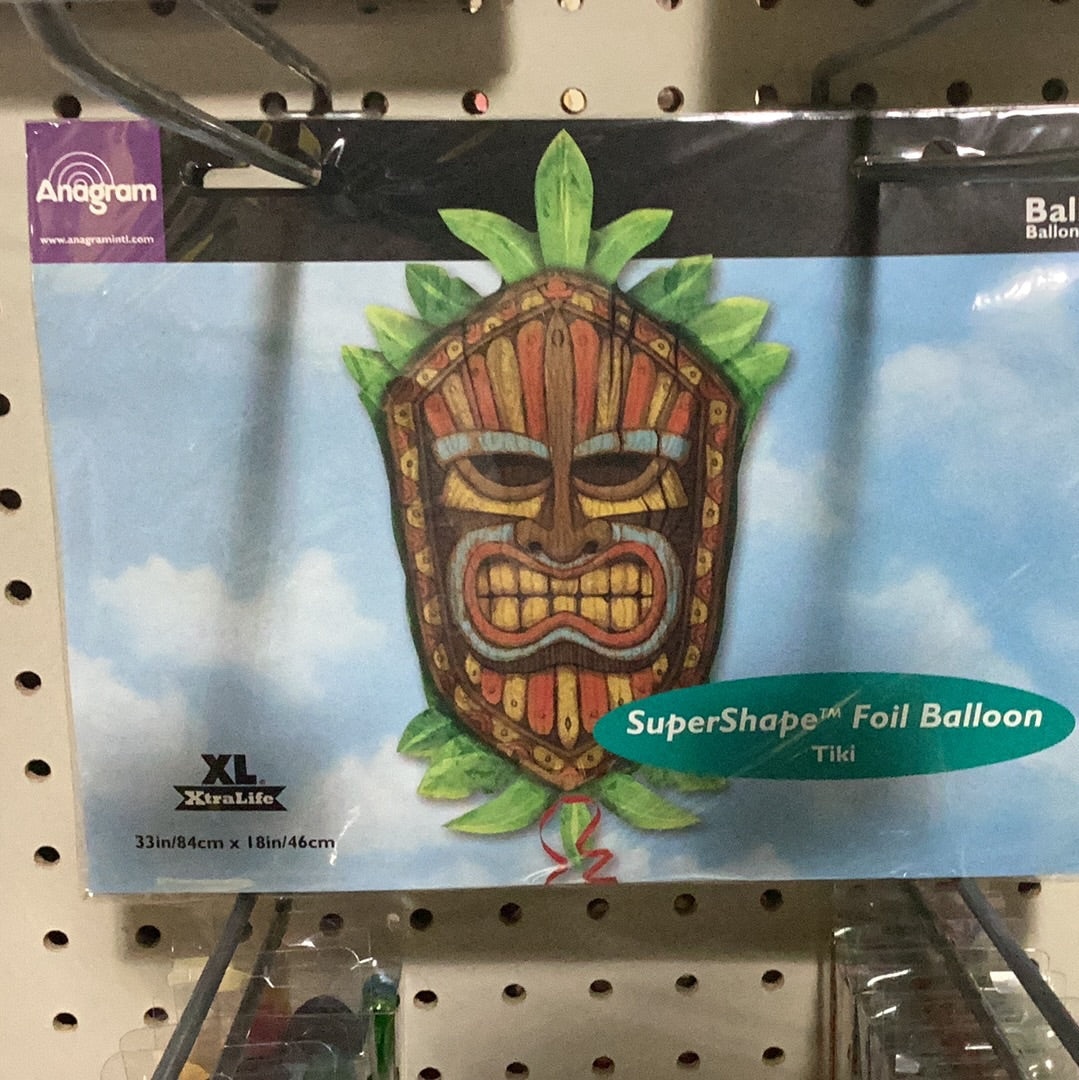 Anagram
www.anagramintl.com
Bal
Ballon
SuperShape™ Foil Balloon
Tiki
XL®
XtraLife
33in/84cm x 18in/46cm